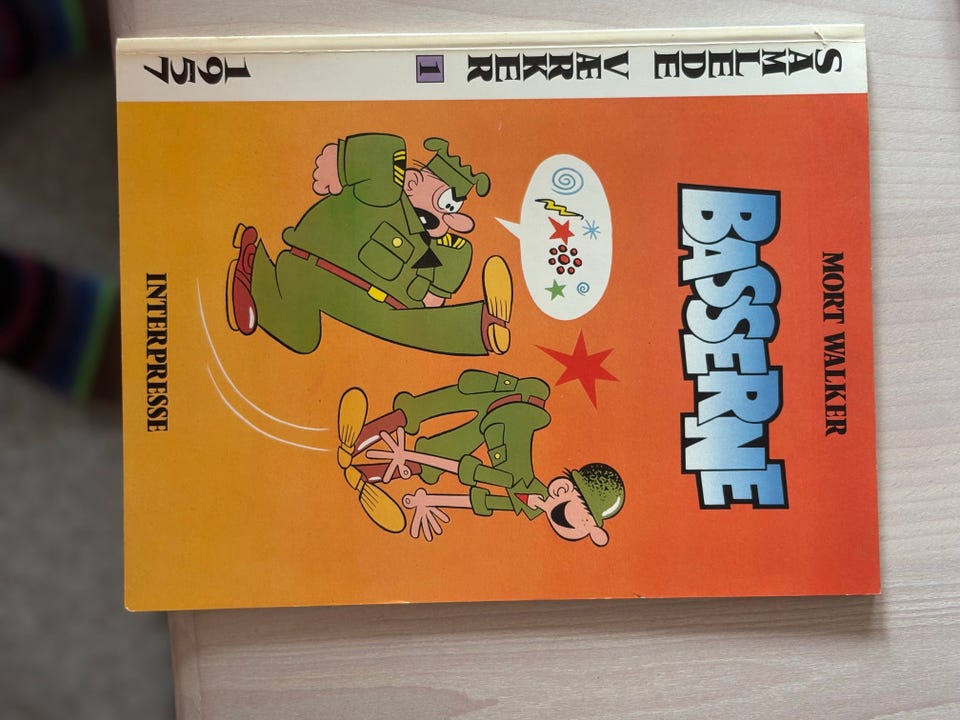 SAMLEDE
VÆRKER
1
1957
MORT WALKER
BASSERNE
INTERPRESSE